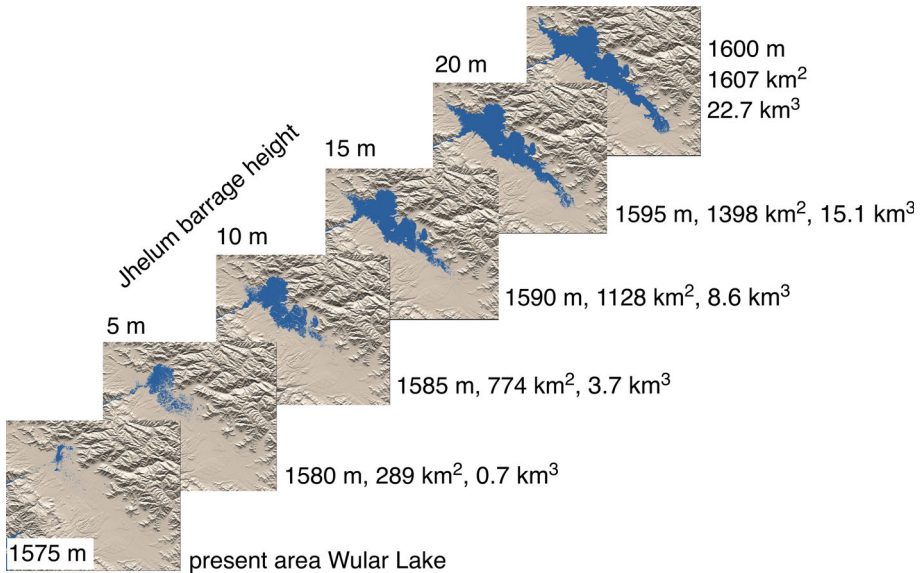 1600 m
1607 km²
22.7 km³
20 m
1595 m, 1398 km², 15.1 km³
15 m
1590 m, 1128 km², 8.6 km³
Jhelum barrage height
10 m
1585 m, 774 km², 3.7 km³
5 m
1580 m, 289 km², 0.7 km³
1575 m
present area Wular Lake